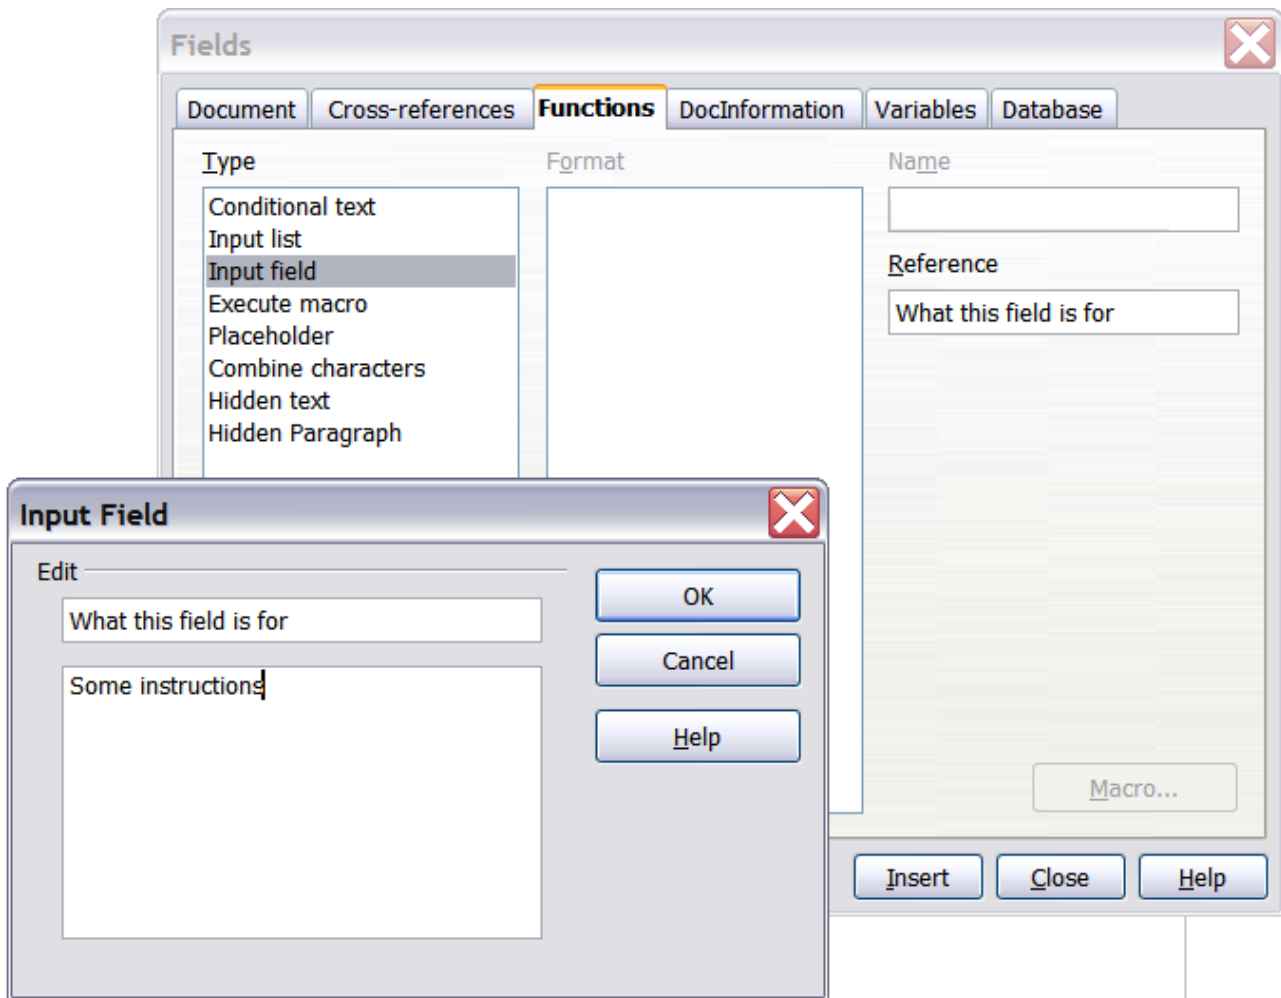 Fields
Document Cross-references Functions DocInformation Variables Database
Type Format Name
Conditional text
Input list
Input field
Execute macro
Placeholder
Combine characters
Hidden text
Hidden Paragraph
Reference
What this field is for
Macro...
Insert Close Help
Input Field
Edit
What this field is for
Some instructions
OK
Cancel
Help